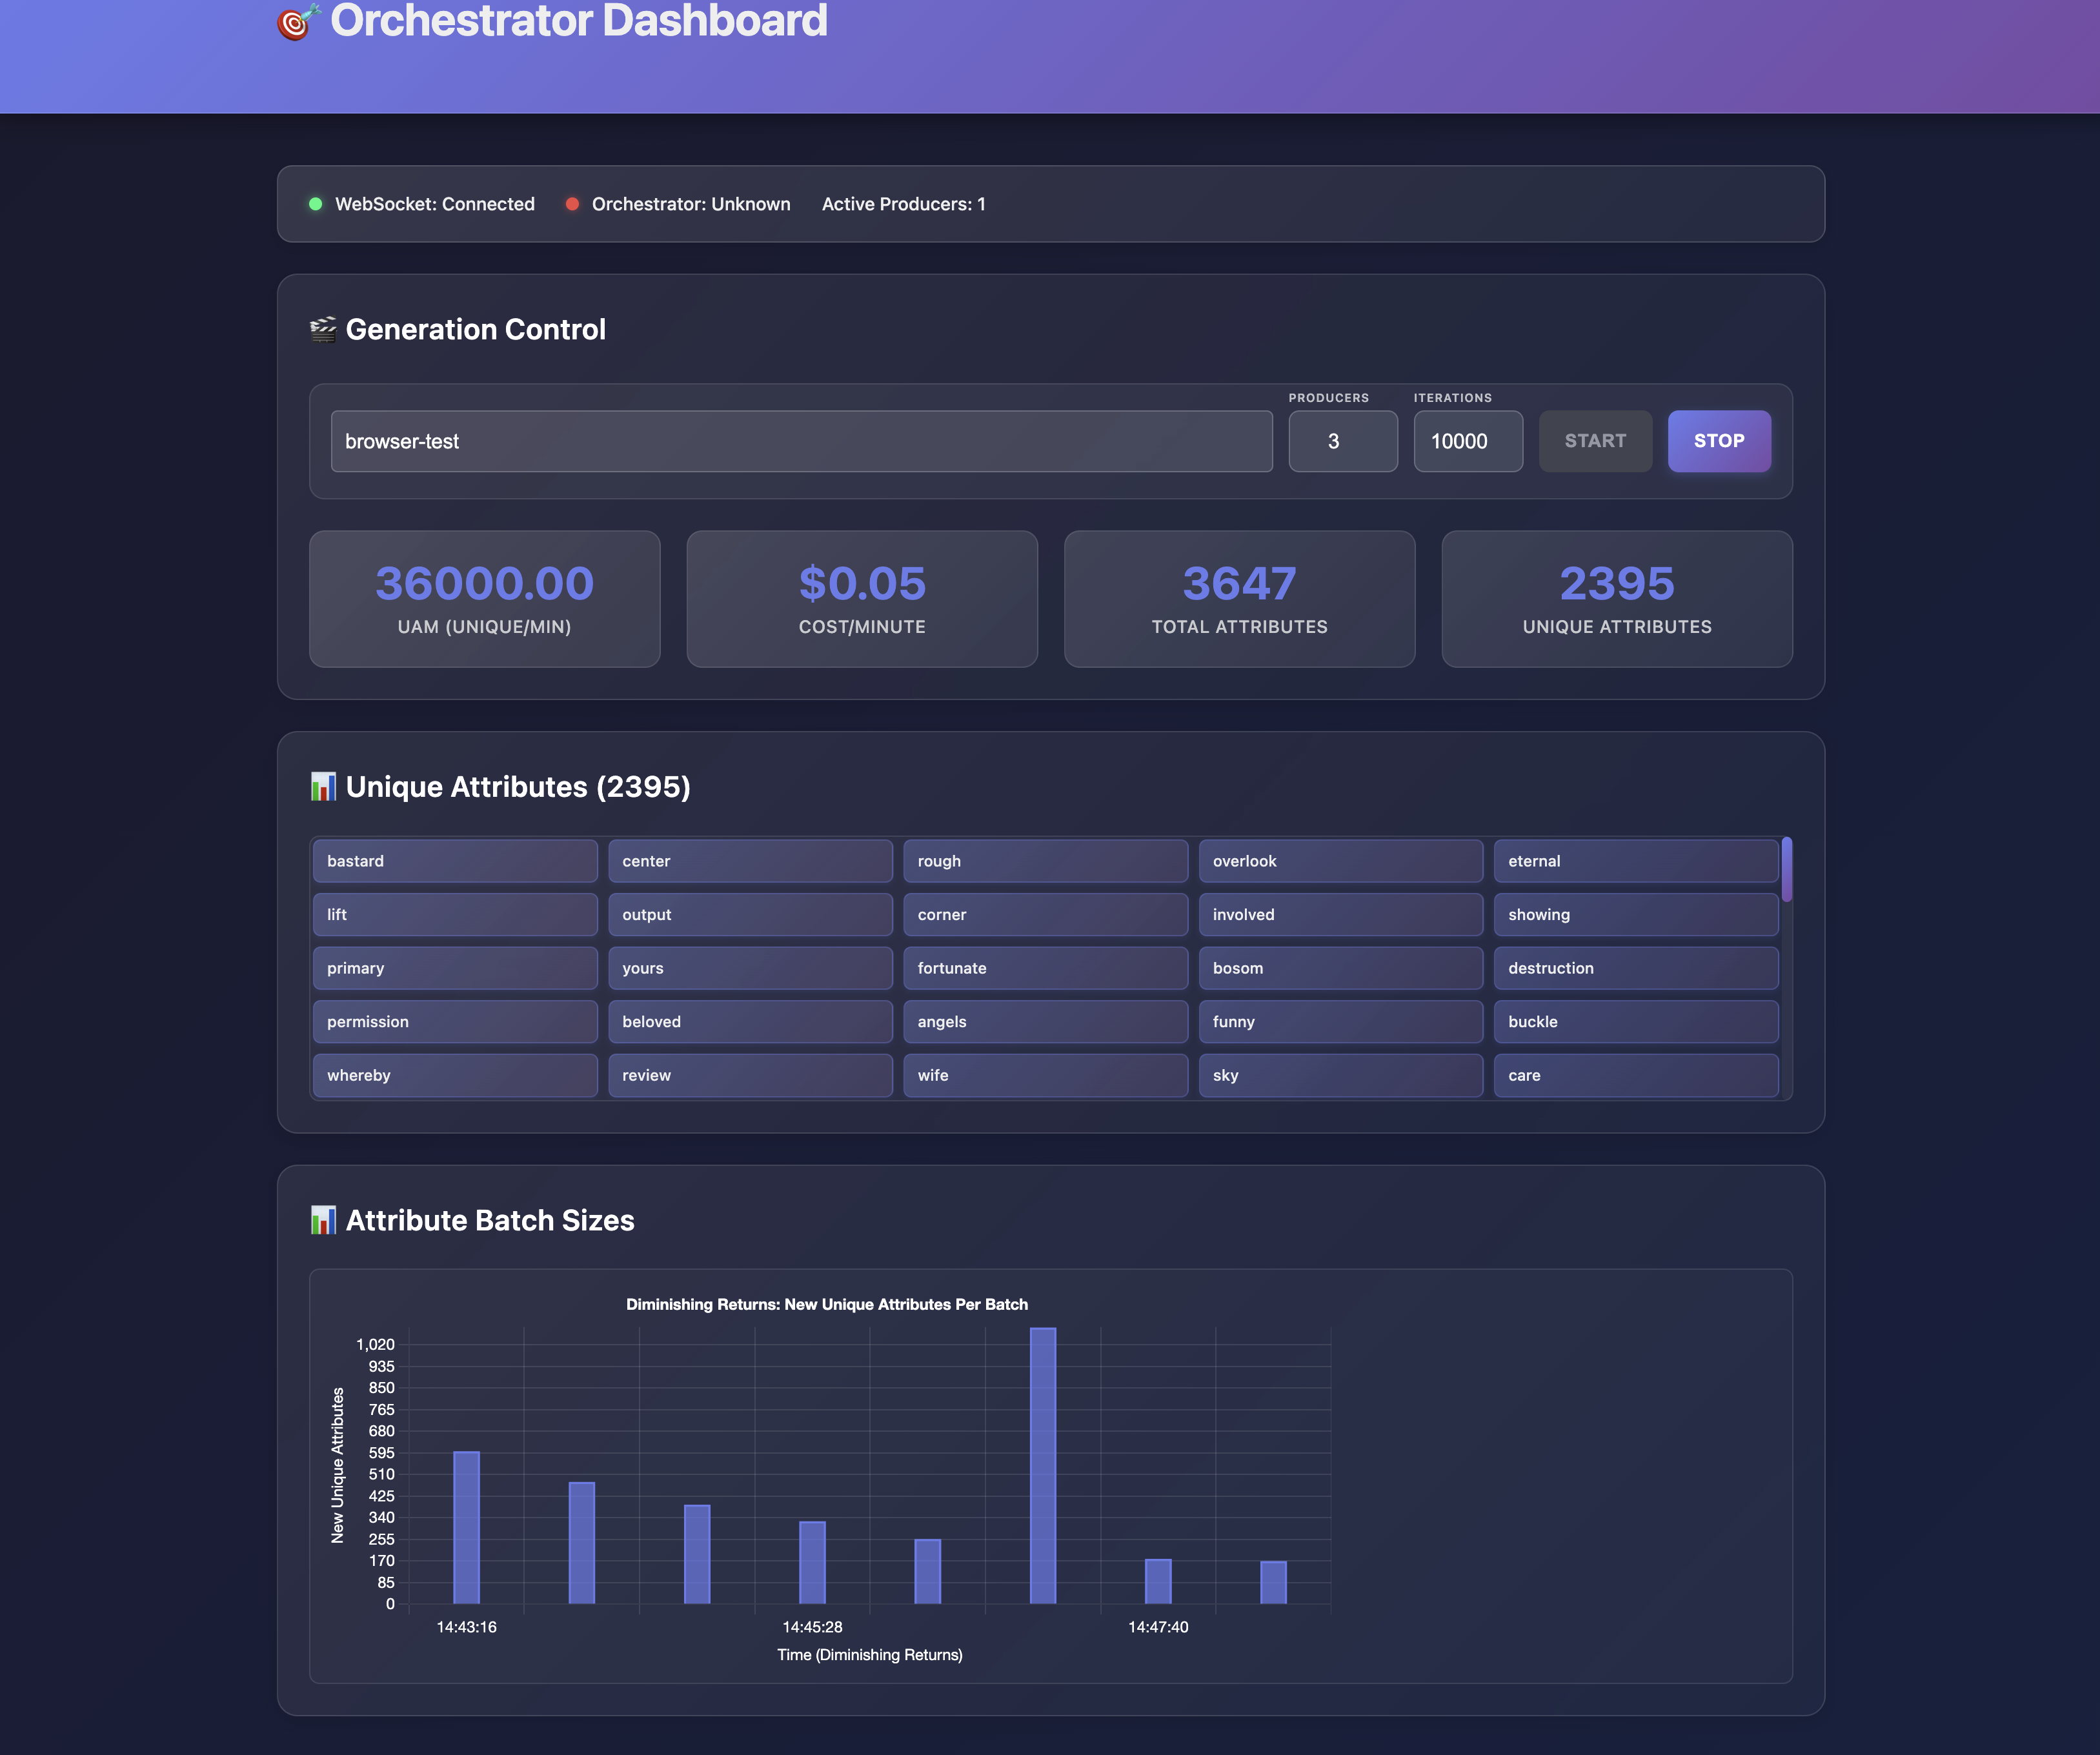 Orchestrator Dashboard
WebSocket: Connected Orchestrator: Unknown Active Producers: 1
Generation Control
PRODUCERS ITERATIONS
browser-test 3 10000 START STOP
36000.00 $0.05 3647 2395
UAM (UNIQUE/MIN) COST/MINUTE TOTAL ATTRIBUTES UNIQUE ATTRIBUTES
Unique Attributes (2395)
bastard center rough overlook eternal
lift output corner involved showing
primary yours fortunate bosom destruction
permission beloved angels funny buckle
whereby review wife sky care
Attribute Batch Sizes
Diminishing Returns: New Unique Attributes Per Batch
New Unique Attributes
1,020
935
850
765
680
595
510
425
340
255
170
85
0
14:43:16 14:45:28 14:47:40
Time (Diminishing Returns)